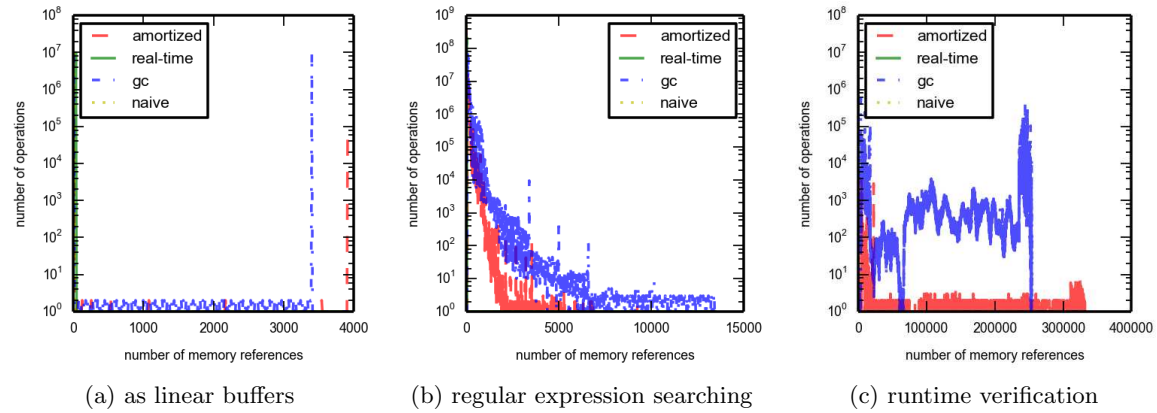 10^8
10^7
10^6
10^5
10^4
10^3
10^2
10^1
10^0
number of operations
amortized
real-time
gc
naive
0 1000 2000 3000 4000
number of memory references
(a) as linear buffers
10^9
10^8
10^7
10^6
10^5
10^4
10^3
10^2
10^1
10^0
number of operations
amortized
real-time
gc
naive
0 5000 10000 15000
number of memory references
(b) regular expression searching
10^8
10^7
10^6
10^5
10^4
10^3
10^2
10^1
10^0
number of operations
amortized
real-time
gc
naive
0 100000 200000 300000 400000
number of memory references
(c) runtime verification